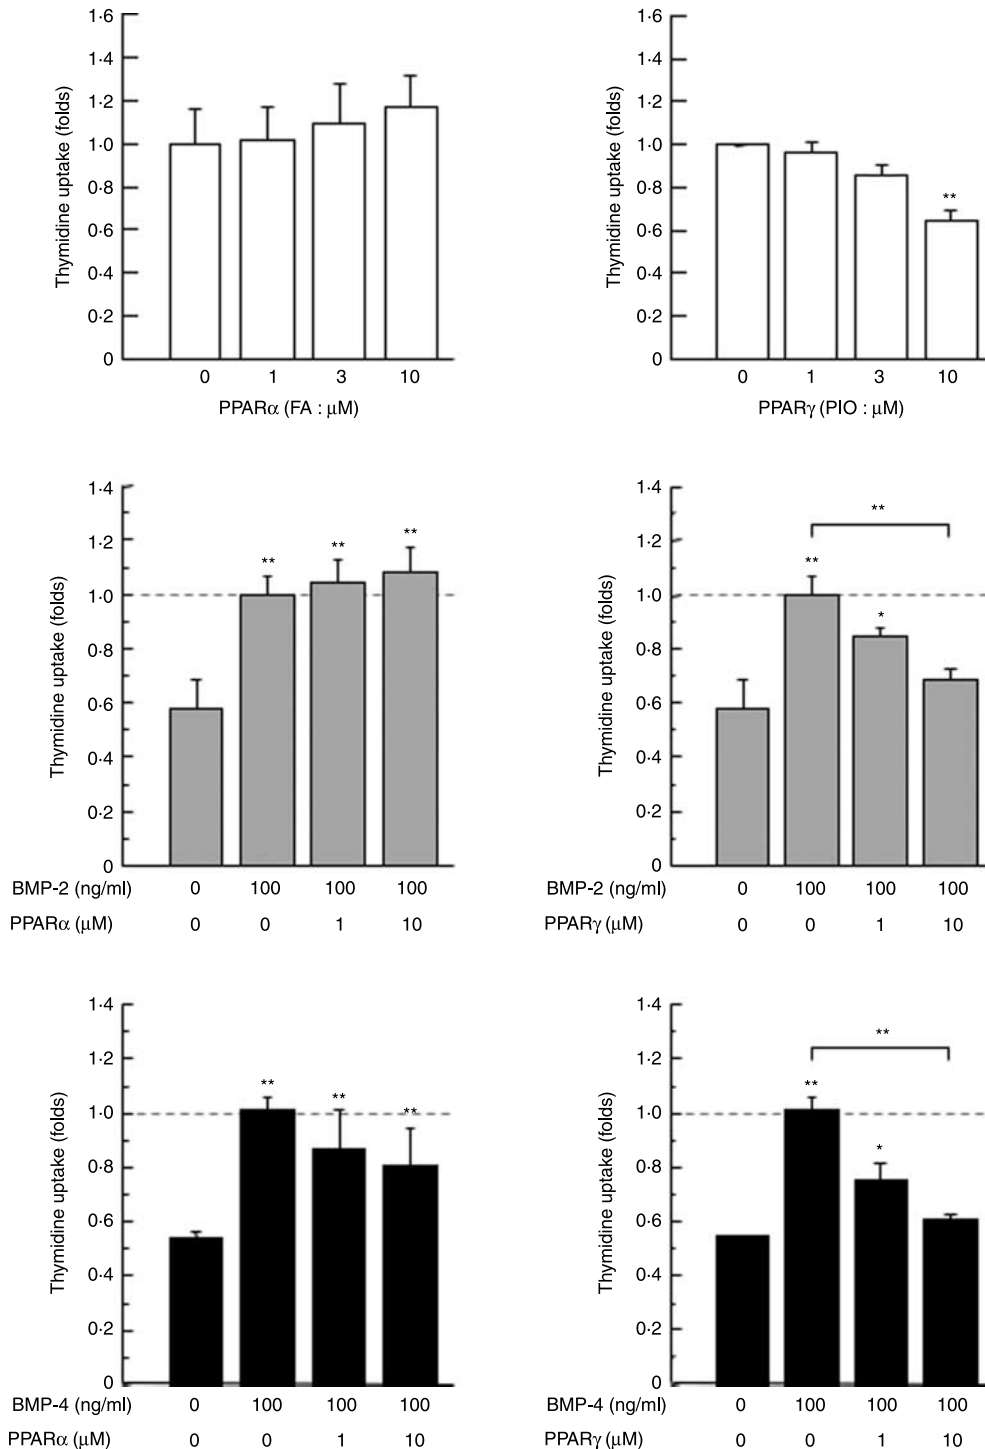 1·6
1·4
1·2
1·0
0·8
0·6
0·4
0·2
0
Thymidine uptake (folds)
0 1 3 10
PPARα (FA : μM)
1·6
1·4
1·2
1·0
0·8
0·6
0·4
0·2
0
Thymidine uptake (folds)
**
0 1 3 10
PPARγ (PIO : μM)
1·4
1·2
1·0
0·8
0·6
0·4
0·2
0
Thymidine uptake (folds)
** ** **
BMP-2 (ng/ml) 0 100 100 100
PPARα (μM) 0 0 1 10
1·4
1·2
1·0
0·8
0·6
0·4
0·2
0
Thymidine uptake (folds)
**
** *
BMP-2 (ng/ml) 0 100 100 100
PPARγ (μM) 0 0 1 10
1·4
1·2
1·0
0·8
0·6
0·4
0·2
0
Thymidine uptake (folds)
** ** **
BMP-4 (ng/ml) 0 100 100 100
PPARα (μM) 0 0 1 10
1·4
1·2
1·0
0·8
0·6
0·4
0·2
0
Thymidine uptake (folds)
**
** *
BMP-4 (ng/ml) 0 100 100 100
PPARγ (μM) 0 0 1 10